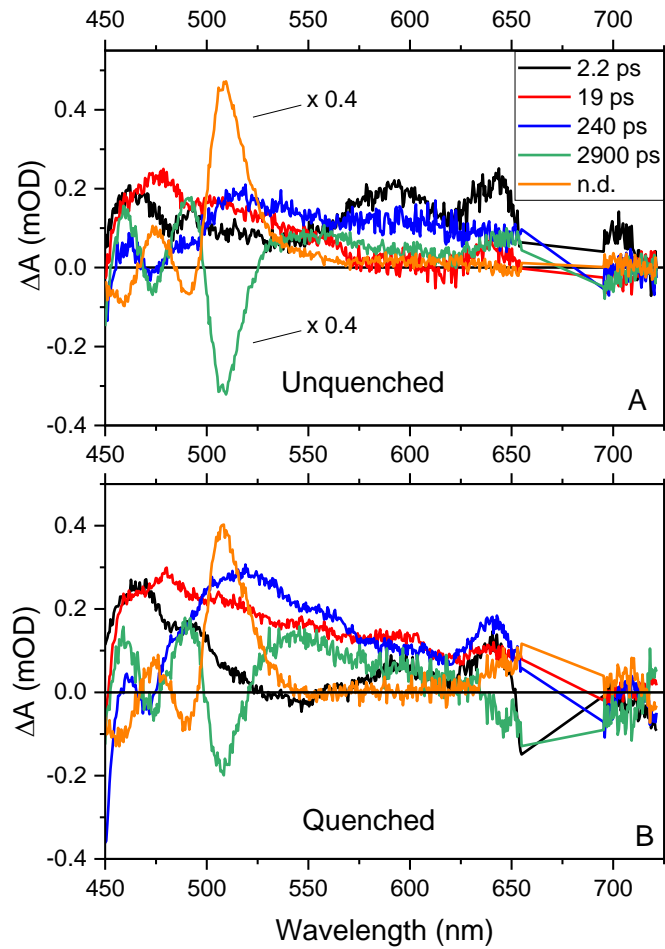 450 500 550 600 650 700
0.4
0.2
0.0
-0.2
-0.4
ΔA (mOD)
x 0.4
x 0.4
2.2 ps
19 ps
240 ps
2900 ps
n.d.
Unquenched
A
450 500 550 600 650 700
0.4
0.2
0.0
-0.2
-0.4
ΔA (mOD)
Quenched
B
450 500 550 600 650 700
Wavelength (nm)